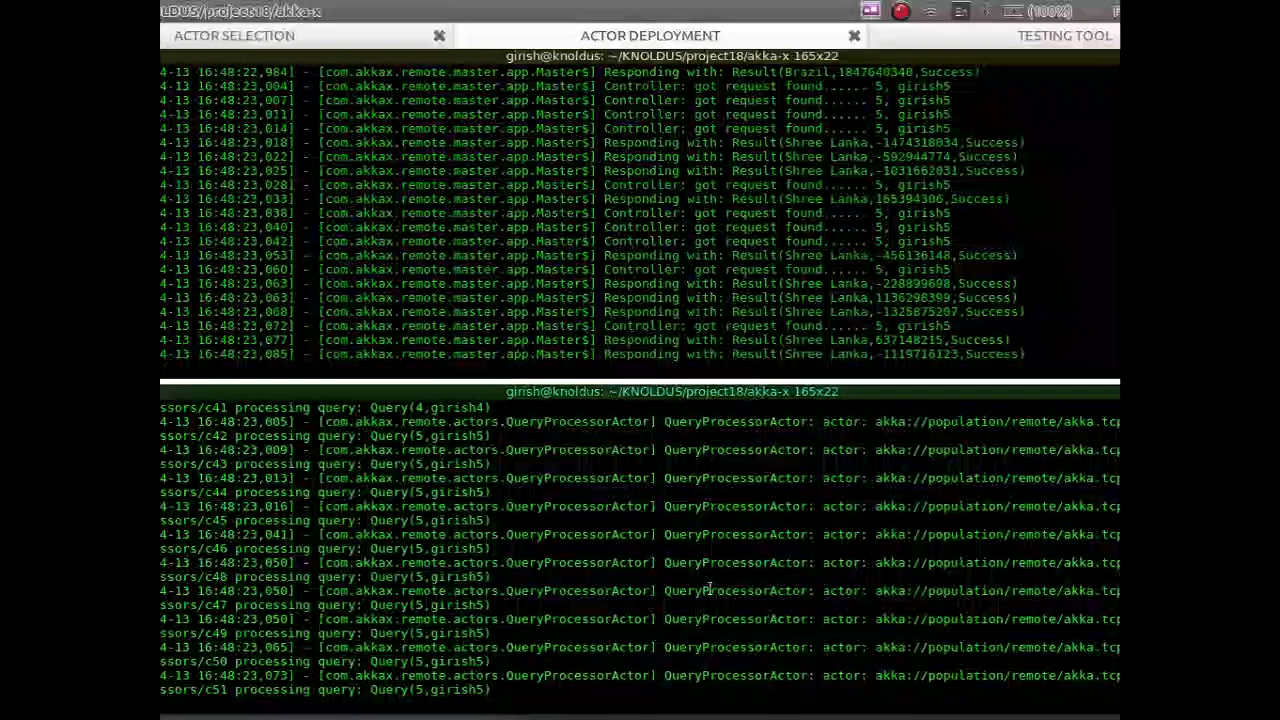 LDUS/project18/akka-x (100%)
ACTOR SELECTION ✖ ACTOR DEPLOYMENT ✖ TESTING TOOL
girish@knoldus: ~/KNOLDUS/project18/akka-x 165x22
4-13 16:48:22,984] - [com.akkax.remote.master.app.Master$] Responding with: Result(Brazil,1847640340,Success)
4-13 16:48:23,004] - [com.akkax.remote.master.app.Master$] Controller: got request found...... 5, girish5
4-13 16:48:23,007] - [com.akkax.remote.master.app.Master$] Controller: got request found...... 5, girish5
4-13 16:48:23,011] - [com.akkax.remote.master.app.Master$] Controller: got request found...... 5, girish5
4-13 16:48:23,014] - [com.akkax.remote.master.app.Master$] Controller: got request found...... 5, girish5
4-13 16:48:23,018] - [com.akkax.remote.master.app.Master$] Responding with: Result(Shree Lanka,-1474318034,Success)
4-13 16:48:23,022] - [com.akkax.remote.master.app.Master$] Responding with: Result(Shree Lanka,-592944774,Success)
4-13 16:48:23,025] - [com.akkax.remote.master.app.Master$] Responding with: Result(Shree Lanka,-1031662031,Success)
4-13 16:48:23,028] - [com.akkax.remote.master.app.Master$] Controller: got request found...... 5, girish5
4-13 16:48:23,033] - [com.akkax.remote.master.app.Master$] Responding with: Result(Shree Lanka,165394306,Success)
4-13 16:48:23,038] - [com.akkax.remote.master.app.Master$] Controller: got request found...... 5, girish5
4-13 16:48:23,040] - [com.akkax.remote.master.app.Master$] Controller: got request found...... 5, girish5
4-13 16:48:23,042] - [com.akkax.remote.master.app.Master$] Controller: got request found...... 5, girish5
4-13 16:48:23,053] - [com.akkax.remote.master.app.Master$] Responding with: Result(Shree Lanka,-456136148,Success)
4-13 16:48:23,060] - [com.akkax.remote.master.app.Master$] Controller: got request found...... 5, girish5
4-13 16:48:23,063] - [com.akkax.remote.master.app.Master$] Responding with: Result(Shree Lanka,-228899698,Success)
4-13 16:48:23,063] - [com.akkax.remote.master.app.Master$] Responding with: Result(Shree Lanka,1136298399,Success)
4-13 16:48:23,068] - [com.akkax.remote.master.app.Master$] Responding with: Result(Shree Lanka,-1325875207,Success)
4-13 16:48:23,072] - [com.akkax.remote.master.app.Master$] Controller: got request found...... 5, girish5
4-13 16:48:23,077] - [com.akkax.remote.master.app.Master$] Responding with: Result(Shree Lanka,637148215,Success)
4-13 16:48:23,085] - [com.akkax.remote.master.app.Master$] Responding with: Result(Shree Lanka,-1119716123,Success)
girish@knoldus: ~/KNOLDUS/project18/akka-x 165x22
ssors/c41 processing query: Query(4,girish4)
4-13 16:48:23,005] - [com.akkax.remote.actors.QueryProcessorActor] QueryProcessorActor: actor: akka://population/remote/akka.tcp
ssors/c42 processing query: Query(5,girish5)
4-13 16:48:23,009] - [com.akkax.remote.actors.QueryProcessorActor] QueryProcessorActor: actor: akka://population/remote/akka.tcp
ssors/c43 processing query: Query(5,girish5)
4-13 16:48:23,013] - [com.akkax.remote.actors.QueryProcessorActor] QueryProcessorActor: actor: akka://population/remote/akka.tcp
ssors/c44 processing query: Query(5,girish5)
4-13 16:48:23,016] - [com.akkax.remote.actors.QueryProcessorActor] QueryProcessorActor: actor: akka://population/remote/akka.tcp
ssors/c45 processing query: Query(5,girish5)
4-13 16:48:23,041] - [com.akkax.remote.actors.QueryProcessorActor] QueryProcessorActor: actor: akka://population/remote/akka.tcp
ssors/c46 processing query: Query(5,girish5)
4-13 16:48:23,050] - [com.akkax.remote.actors.QueryProcessorActor] QueryProcessorActor: actor: akka://population/remote/akka.tcp
ssors/c48 processing query: Query(5,girish5)
4-13 16:48:23,050] - [com.akkax.remote.actors.QueryProcessorActor] QueryProcessorActor: actor: akka://population/remote/akka.tcp
ssors/c47 processing query: Query(5,girish5)
4-13 16:48:23,050] - [com.akkax.remote.actors.QueryProcessorActor] QueryProcessorActor: actor: akka://population/remote/akka.tcp
ssors/c49 processing query: Query(5,girish5)
4-13 16:48:23,065] - [com.akkax.remote.actors.QueryProcessorActor] QueryProcessorActor: actor: akka://population/remote/akka.tcp
ssors/c50 processing query: Query(5,girish5)
4-13 16:48:23,073] - [com.akkax.remote.actors.QueryProcessorActor] QueryProcessorActor: actor: akka://population/remote/akka.tcp
ssors/c51 processing query: Query(5,girish5)